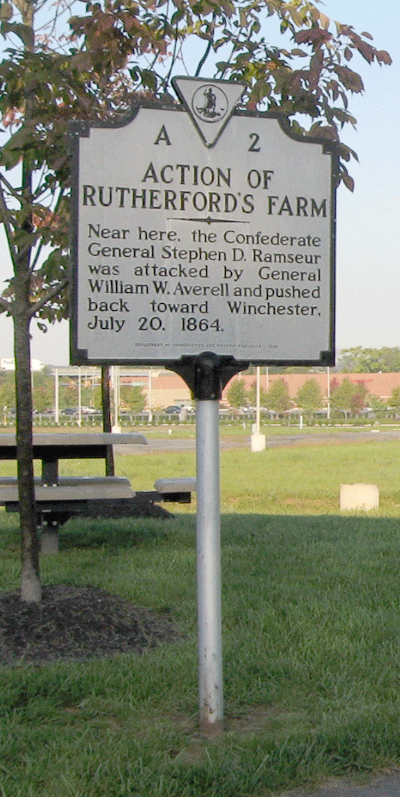 A 2
ACTION OF
RUTHERFORD'S FARM
Near here, the Confederate
General Stephen D. Ramseur
was attacked by General
William W. Averell and pushed
back toward Winchester,
July 20, 1864.